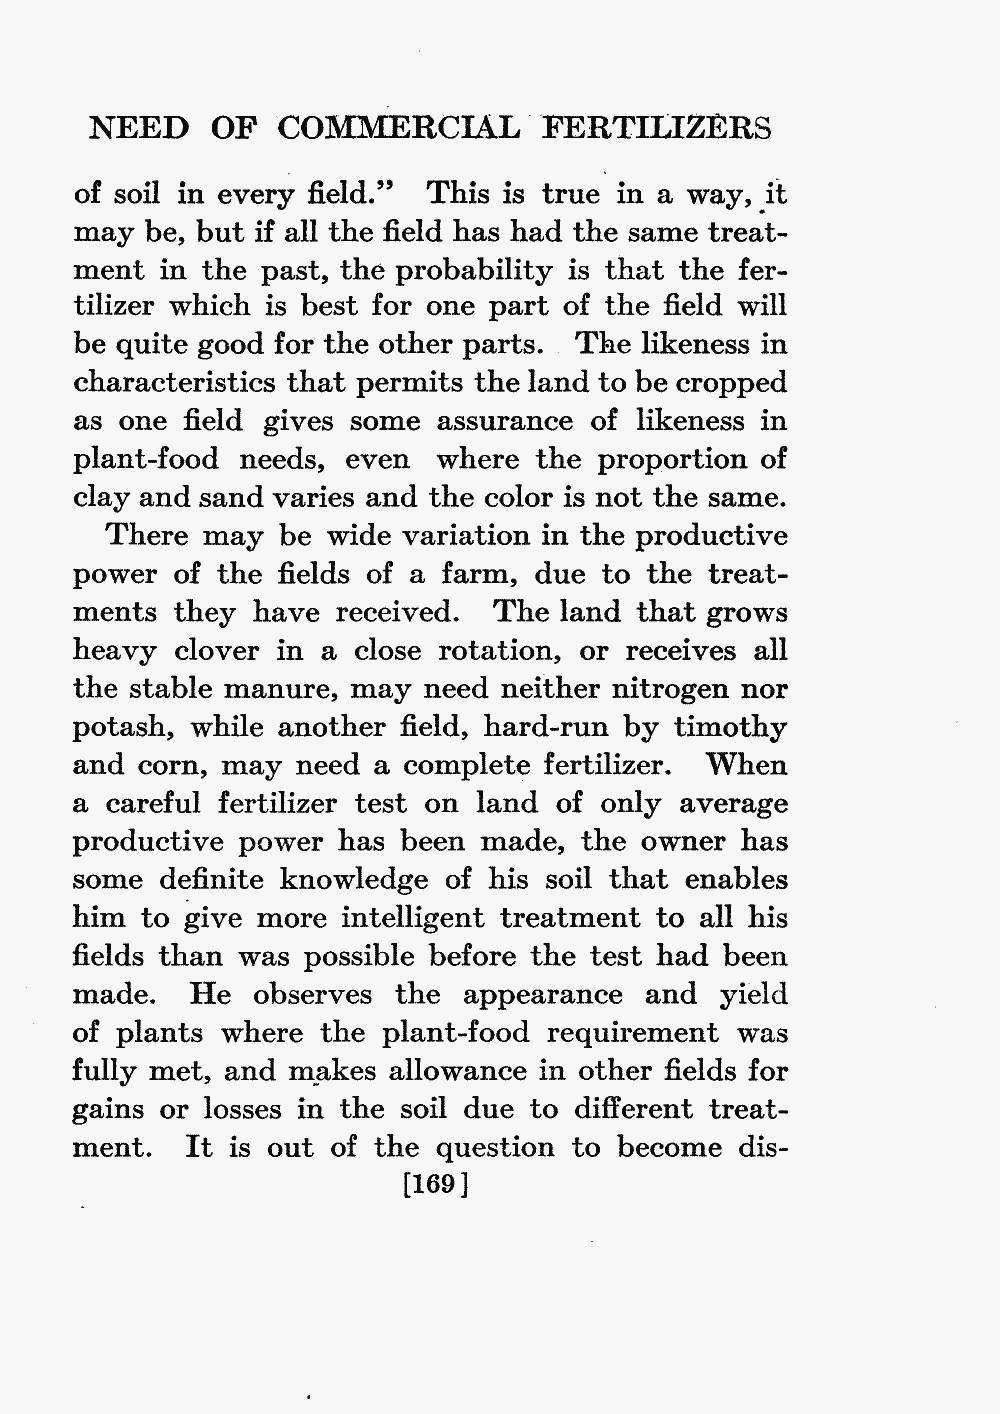 NEED OF COMMERCIAL FERTILIZERS
of soil in every field.” This is true in a way, it
may be, but if all the field has had the same treat-
ment in the past, the probability is that the fer-
tilizer which is best for one part of the field will
be quite good for the other parts. The likeness in
characteristics that permits the land to be cropped
as one field gives some assurance of likeness in
plant-food needs, even where the proportion of
clay and sand varies and the color is not the same.
There may be wide variation in the productive
power of the fields of a farm, due to the treat-
ments they have received. The land that grows
heavy clover in a close rotation, or receives all
the stable manure, may need neither nitrogen nor
potash, while another field, hard-run by timothy
and corn, may need a complete fertilizer. When
a careful fertilizer test on land of only average
productive power has been made, the owner has
some definite knowledge of his soil that enables
him to give more intelligent treatment to all his
fields than was possible before the test had been
made. He observes the appearance and yield
of plants where the plant-food requirement was
fully met, and makes allowance in other fields for
gains or losses in the soil due to different treat-
ment. It is out of the question to become dis-
[169]